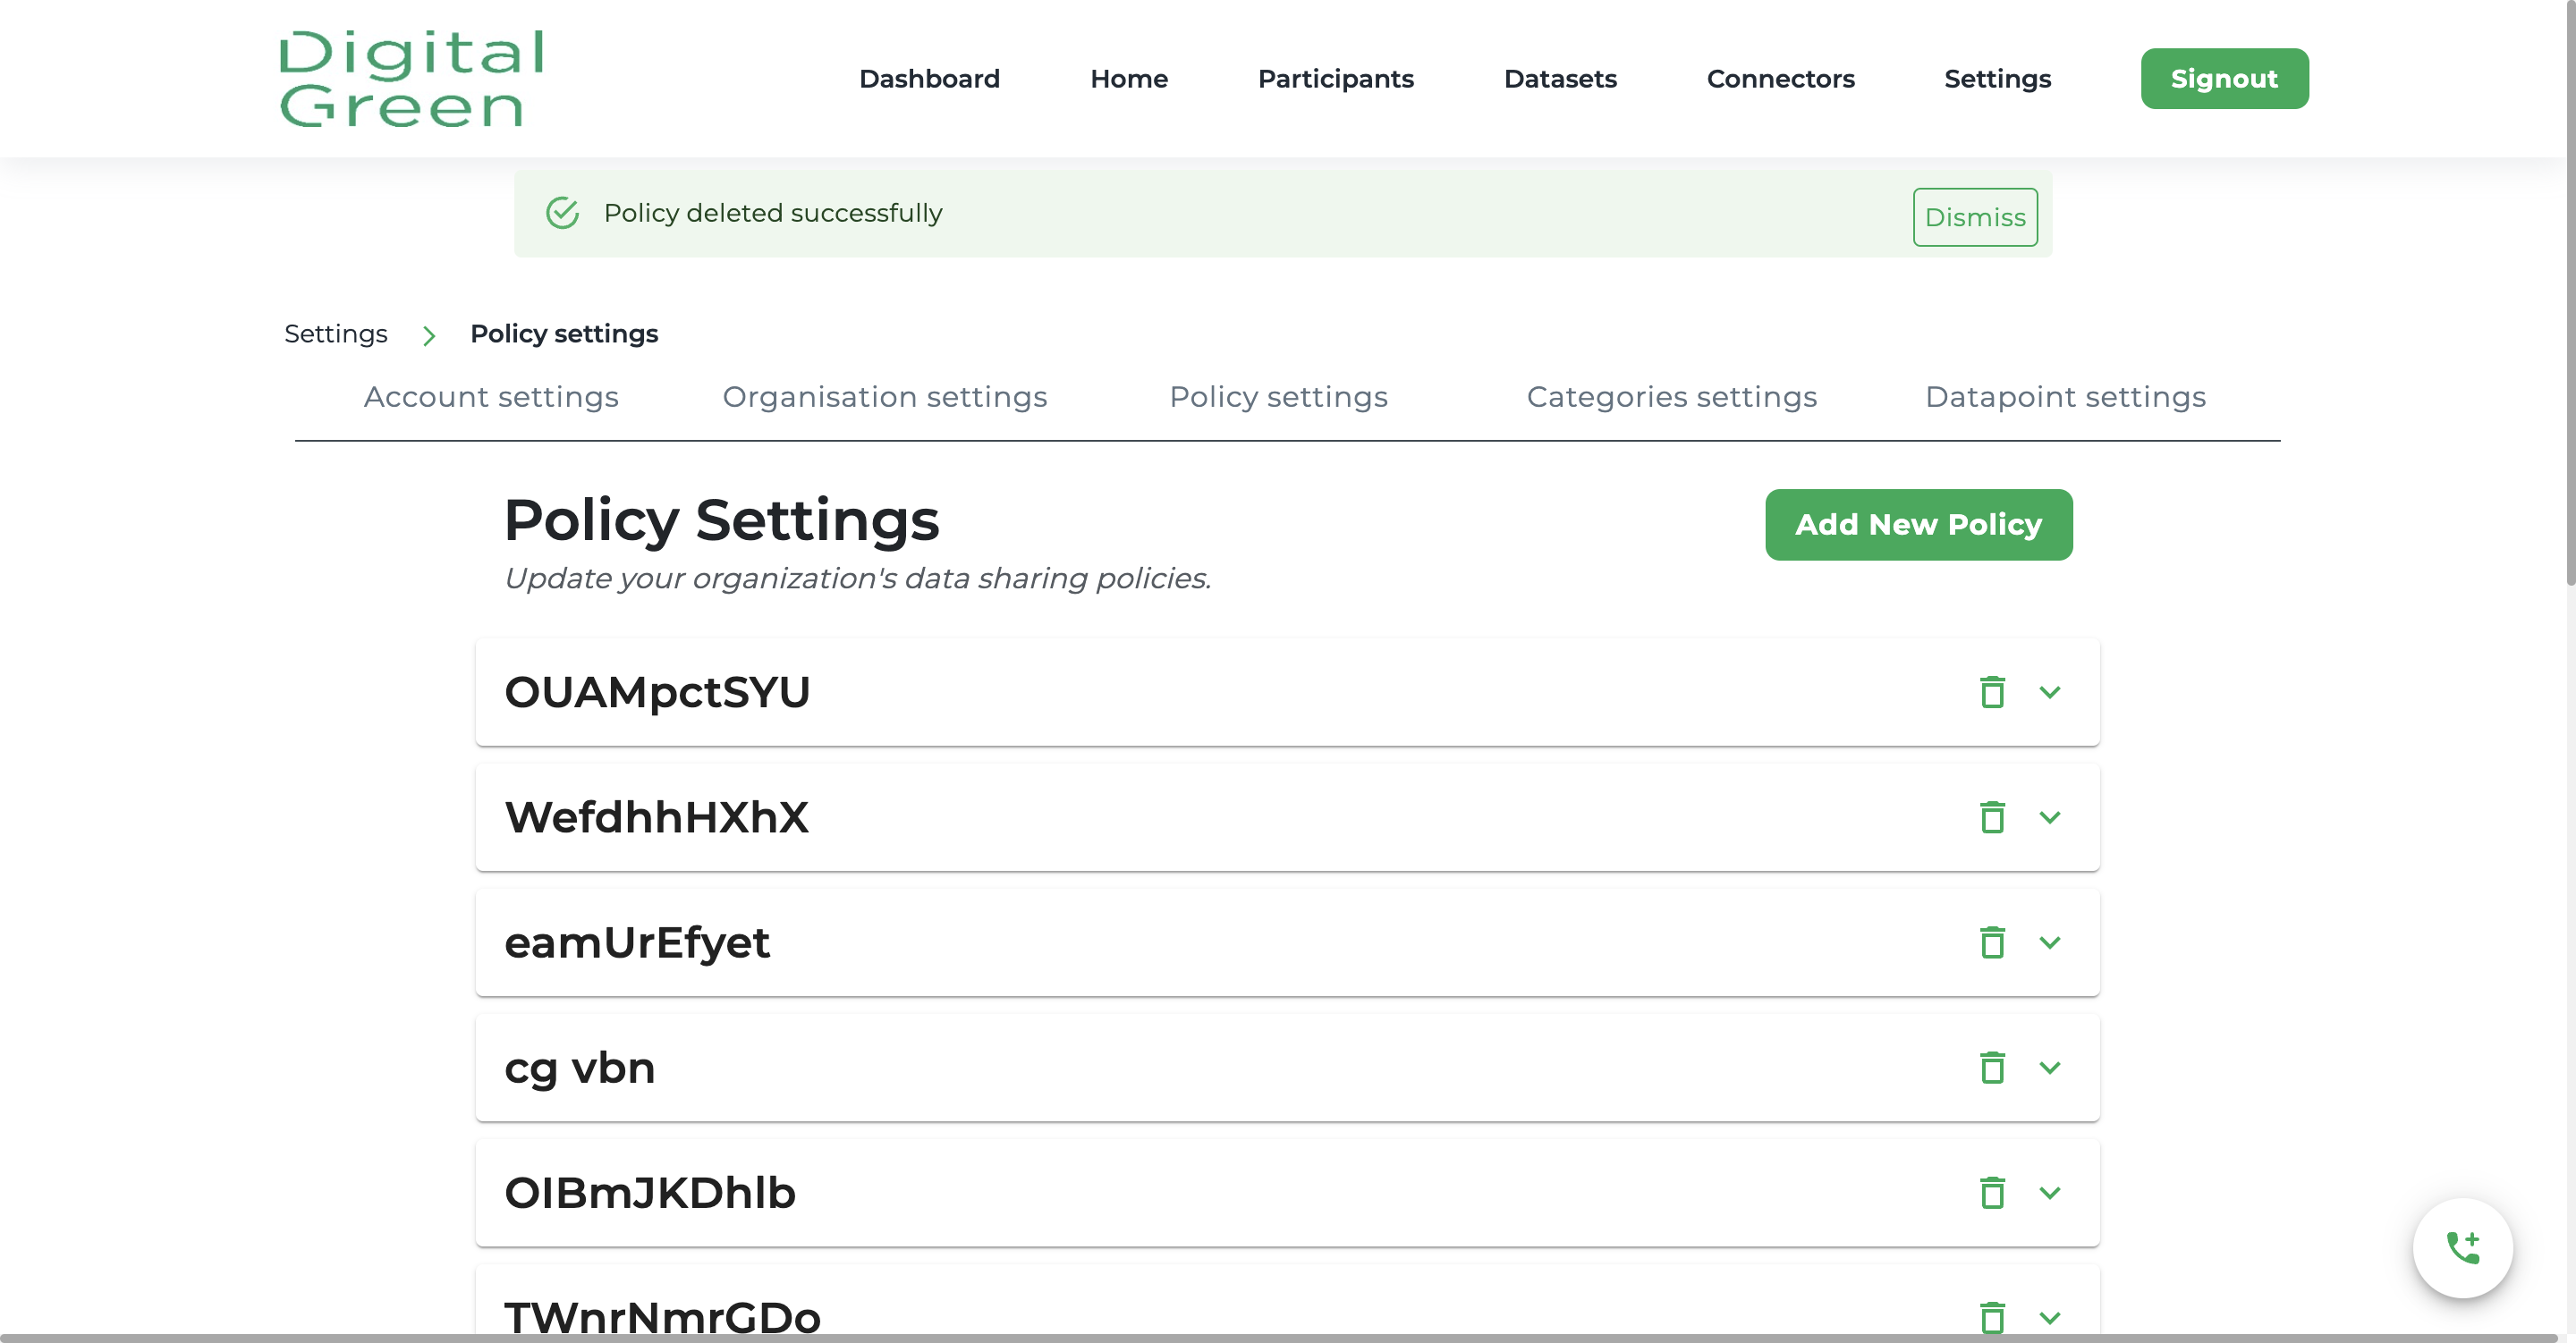 Digital
Green
Dashboard Home Participants Datasets Connectors Settings Signout
Policy deleted successfully Dismiss
Settings Policy settings
Account settings Organisation settings Policy settings Categories settings Datapoint settings
Policy Settings Add New Policy
Update your organization's data sharing policies.
OUAMpctSYU
WefdhhHXhX
eamUrEfyet
cg vbn
TWnrNmrGDo